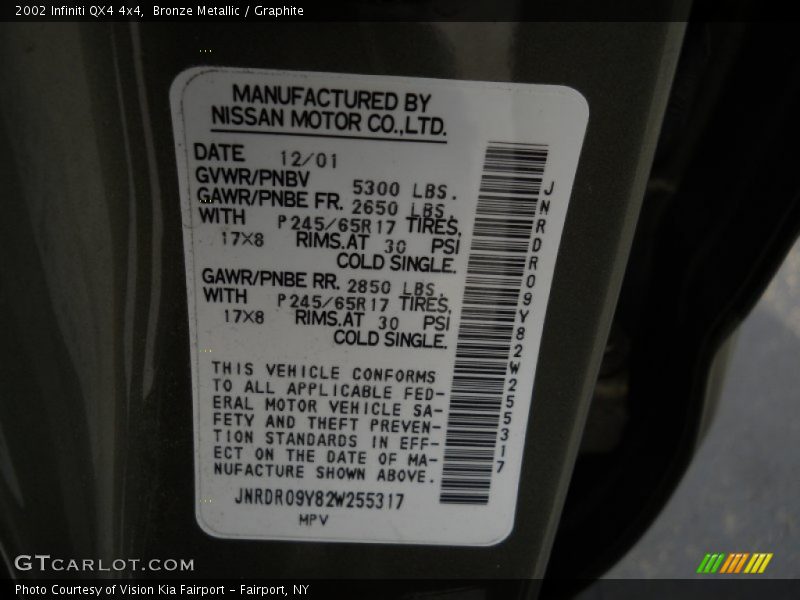 2002 Infiniti QX4 4x4, Bronze Metallic / Graphite
MANUFACTURED BY
NISSAN MOTOR CO.,LTD.
DATE 12/01
GVWR/PNBV 5300 LBS.
GAWR/PNBE FR. 2650 LBS.
WITH P245/65R17 TIRES,
17X8 RIMS.AT 30 PSI
COLD SINGLE.
GAWR/PNBE RR. 2850 LBS.
WITH P245/65R17 TIRES,
17X8 RIMS.AT 30 PSI
COLD SINGLE.
THIS VEHICLE CONFORMS
TO ALL APPLICABLE FED-
ERAL MOTOR VEHICLE SA-
FETY AND THEFT PREVEN-
TION STANDARDS IN EFF-
ECT ON THE DATE OF MA-
NUFACTURE SHOWN ABOVE.
JNRDR09Y82W255317
MPV
JNRDR09Y82W255317
GTCARLOT.COM
Photo Courtesy of Vision Kia Fairport - Fairport, NY